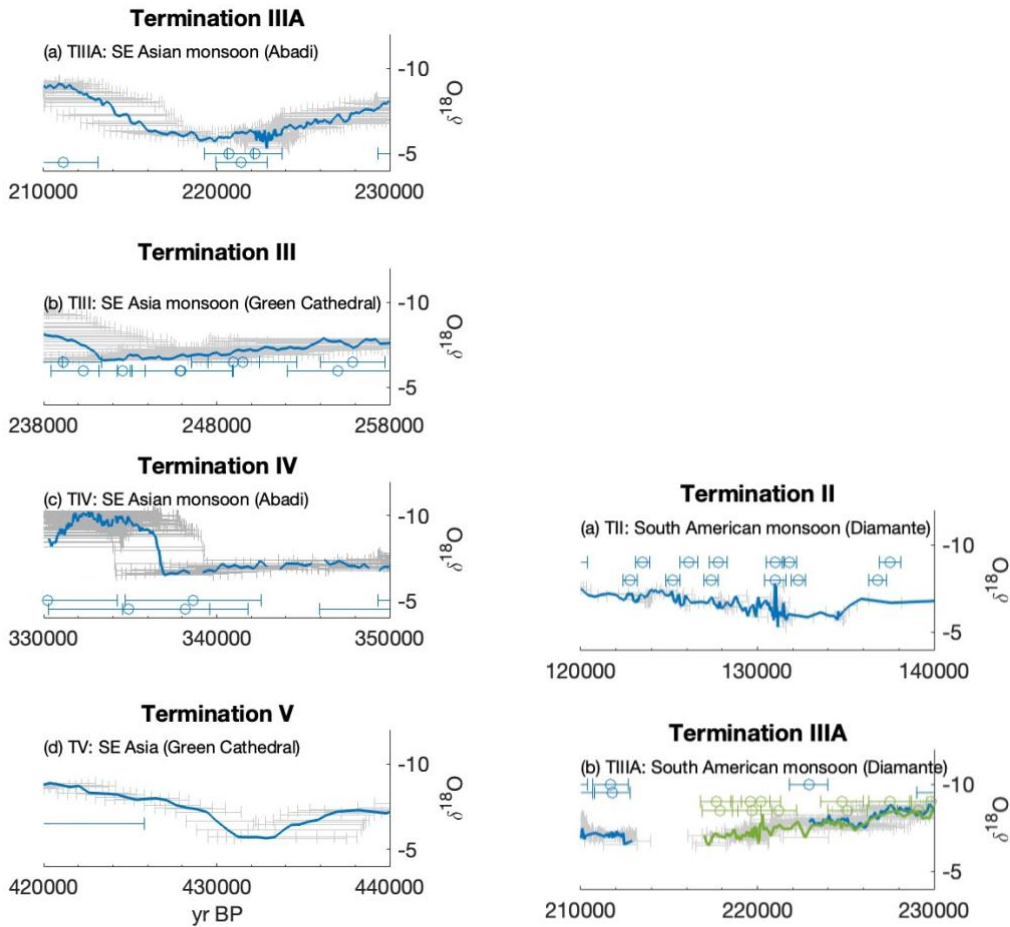 Termination IIIA
(a) TIIIA: SE Asian monsoon (Abadi)
-10
δ18O
-5
210000 220000 230000
Termination III
(b) TIII: SE Asia monsoon (Green Cathedral)
-10
δ18O
-5
238000 248000 258000
Termination IV
(c) TIV: SE Asian monsoon (Abadi)
-10
δ18O
-5
330000 340000 350000
Termination V
(d) TV: SE Asia (Green Cathedral)
-10
δ18O
-5
420000 430000 440000
yr BP
Termination II
(a) TII: South American monsoon (Diamante)
-10
δ18O
-5
120000 130000 140000
Termination IIIA
(b) TIIIA: South American monsoon (Diamante)
-10
δ18O
-5
210000 220000 230000